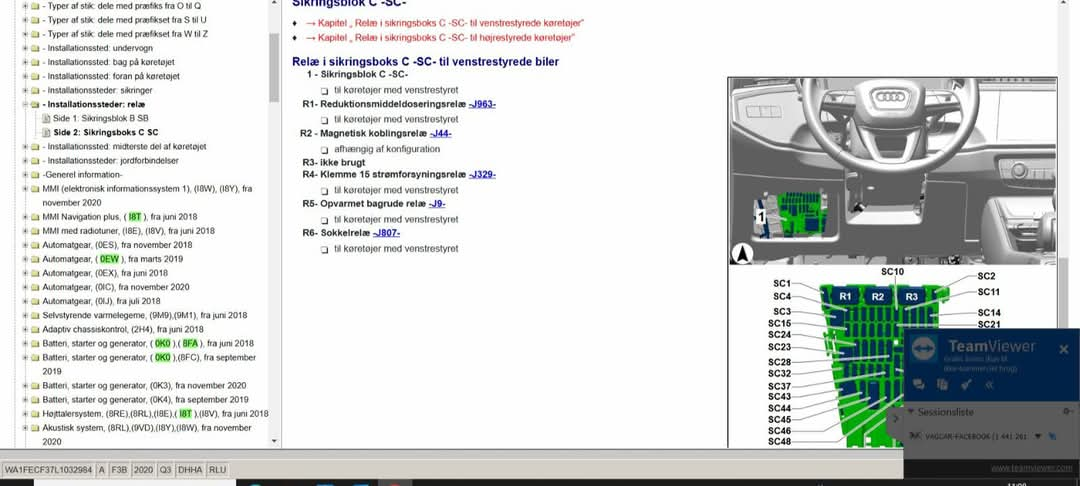 - Typer af stik: dele med præfiks fra O til Q
- Typer af stik: dele med præfikset fra S til U
- Typer af stik: dele med præfikset fra W til Z
- Installationssted: undervogn
- Installationssted: bag på køretøjet
- Installationssted: foran på køretøjet
- Installationssteder: sikringer
- Installationssteder: relæ
Side 1: Sikringsblok B SB
Side 2: Sikringsboks C SC
- Installationssted: midterste del af køretøjet
- Installationssteder: jordforbindelser
-Generel information-
MMI (elektronisk informationssystem 1), (I8W), (I8Y), fra
november 2020
MMI Navigation plus, ( I8T ), fra juni 2018
MMI med radiotuner, (I8E), (I8V), fra juni 2018
Automatgear, (0ES), fra november 2018
Automatgear, ( 0EW ), fra marts 2019
Automatgear, (0EX), fra juni 2018
Automatgear, (0IC), fra november 2020
Automatgear, (0IJ), fra juli 2018
Selvstyrende varmelegeme, (9M9),(9M1), fra juni 2018
Adaptiv chassiskontrol, (2H4), fra juni 2018
Batteri, starter og generator, ( 0K0 ),( 8FA ), fra juni 2018
Batteri, starter og generator, ( 0K0 ),(8FC), fra september
2019
Batteri, starter og generator, (0K3), fra november 2020
Batteri, starter og generator, (0K4), fra september 2019
Højttalersystem, (8RE),(8RL),(I8E),( I8T ),(I8V), fra juni 2018
Akustisk system, (8RL),(9VD),(I8Y),(I8W), fra november
2020
WA1FECF37L1032984 A F3B 2020 Q3 DHHA RLU
Sikringsblok C -SC-
♦ → Kapitel „ Relæ i sikringsboks C -SC- til venstrestyrede køretøjer"
♦ → Kapitel „ Relæ i sikringsboks C -SC- til højrestyrede køretøjer"
Relæ i sikringsboks C -SC- til venstrestyrede biler
1 - Sikringsblok C -SC-
til køretøjer med venstrestyret
R1- Reduktionsmiddeldoseringsrelæ -J963-
til køretøjer med venstrestyret
R2 - Magnetisk koblingsrelæ -J44-
afhængig af konfiguration
R3- ikke brugt
R4- Klemme 15 strømforsyningsrelæ -J329-
til køretøjer med venstrestyret
R5- Opvarmet bagrude relæ -J9-
til køretøjer med venstrestyret
R6- Sokkelrelæ -J807-
til køretøjer med venstrestyret
1
A
SC10
SC1
SC2
SC4
R1 R2 R3
SC11
SC3
SC14
SC15
SC21
SC24
SC23
SC28
SC32
SC37
SC43
SC44
SC45
SC46
SC48
TeamViewer
Sessionsliste
www.teamviewer.com